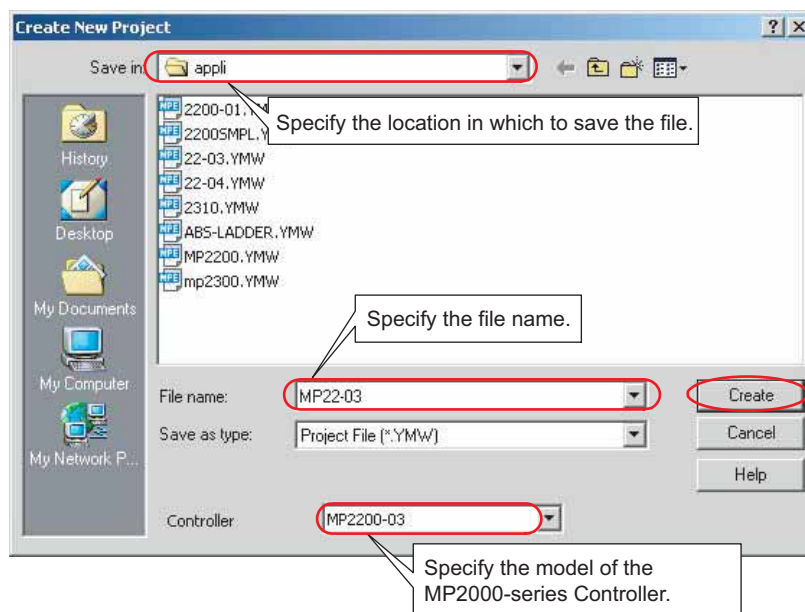 Create New Project
Save in:
appli
2200-01.YMW
Specify the location in which to save the file.
2200SMPL.Y
22-03.YMW
22-04.YMW
2310.YMW
ABS-LADDER.YMW
MP2200.YMW
mp2300.YMW
History
Desktop
My Documents
My Computer
My Network P...
Specify the file name.
File name:
MP22-03
Create
Save as type:
Project File (*.YMW)
Cancel
Help
Controller
MP2200-03
Specify the model of the
MP2000-series Controller.